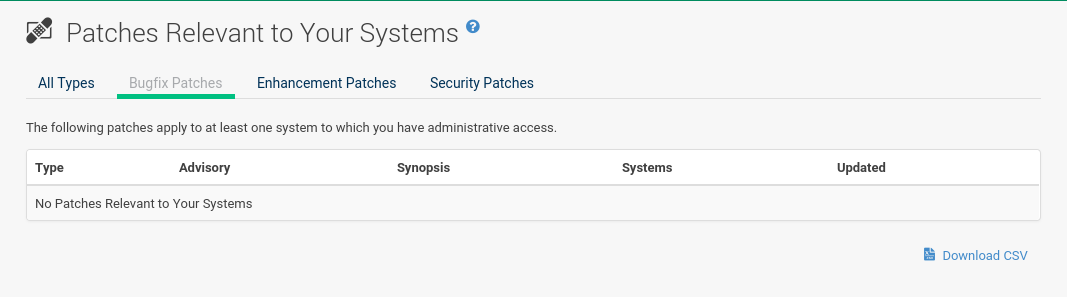 Patches Relevant to Your Systems ?
All Types Bugfix Patches Enhancement Patches Security Patches
The following patches apply to at least one system to which you have administrative access.
Type Advisory Synopsis Systems Updated
No Patches Relevant to Your Systems
Download CSV